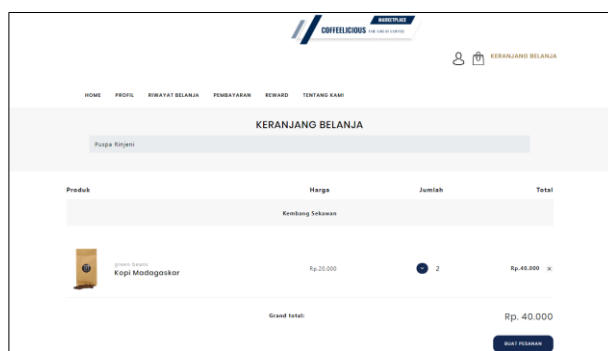 MARKETPLACE
COFFEELICIOUS
KERANJANG BELANJA
HOME PROFIL RIWAYAT BELANJA PEMBAYARAN REWARD TENTANG KAMI
KERANJANG BELANJA
Puspa Rinjeni
Produk Harga Jumlah Total
Kembang Sekawan
green beans
Kopi Madagaskar Rp.20.000 2 Rp.40.000 ×
Grand total: Rp. 40.000
BUAT PESANAN